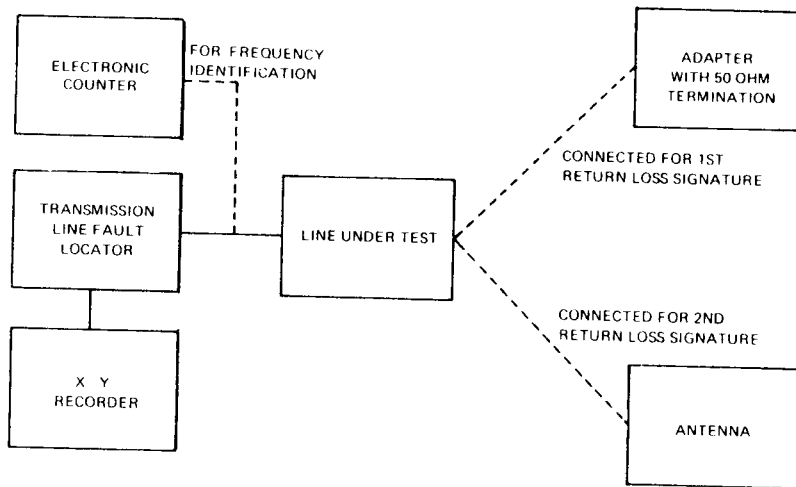 ELECTRONIC
COUNTER
FOR FREQUENCY
IDENTIFICATION
ADAPTER
WITH 50 OHM
TERMINATION
CONNECTED FOR 1ST
RETURN LOSS SIGNATURE
TRANSMISSION
LINE FAULT
LOCATOR
LINE UNDER TEST
CONNECTED FOR 2ND
RETURN LOSS SIGNATURE
X Y
RECORDER
ANTENNA